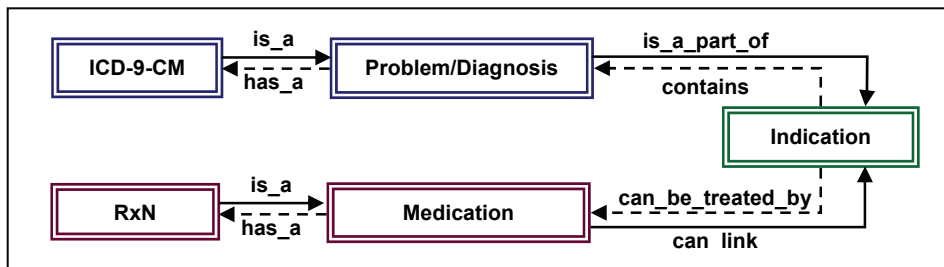 is_a
is_a_part_of
ICD-9-CM
Problem/Diagnosis
has_a
contains
Indication
is_a
can_be_treated_by
RxN
Medication
has_a
can link